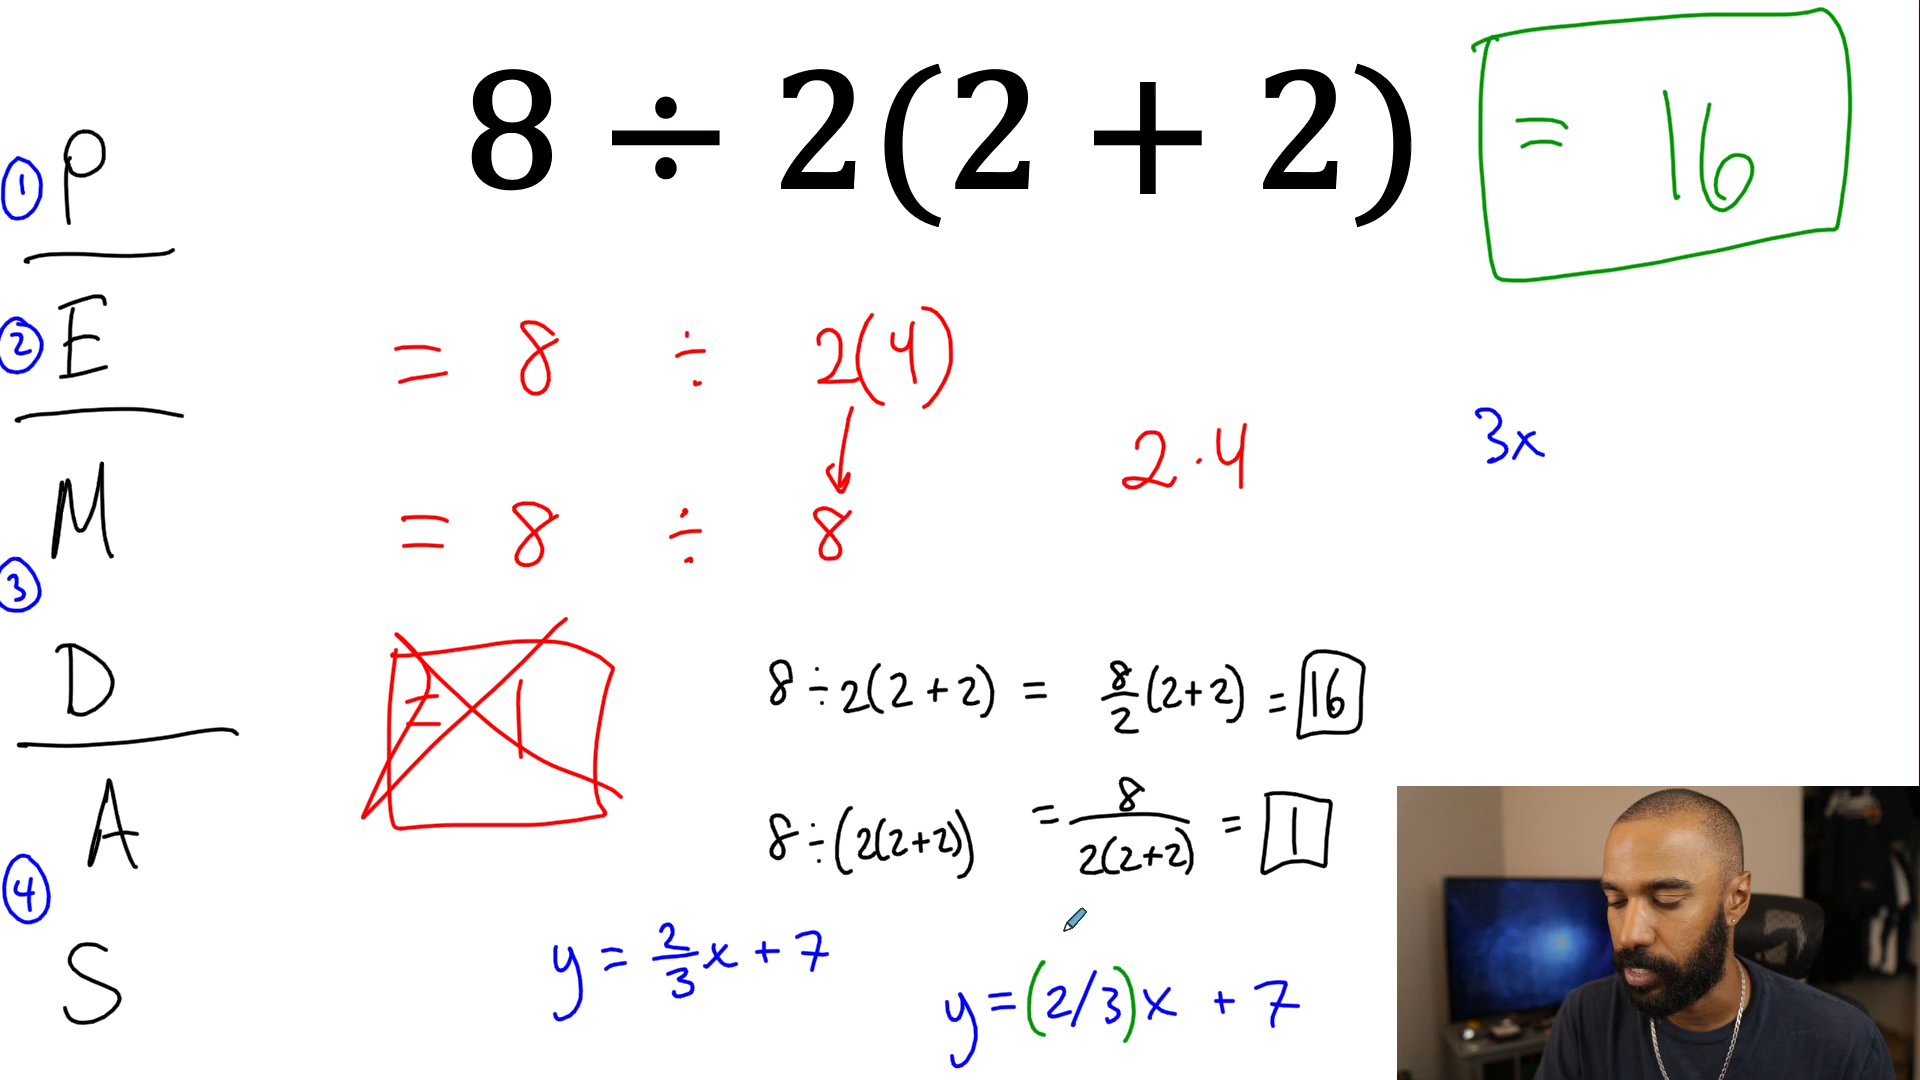 8 ÷ 2(2 + 2)
= 16
① P
② E
M
③
D
A
④
S
= 8 ÷ 2(4)
2 · 4
3x
= 8 ÷ 8
= 1
8 ÷ 2(2 + 2) = 8/2 (2+2) = 16
8 ÷ (2(2+2)) = 8/2(2+2) = 1
y = 2/3 x + 7
y = (2/3)x + 7